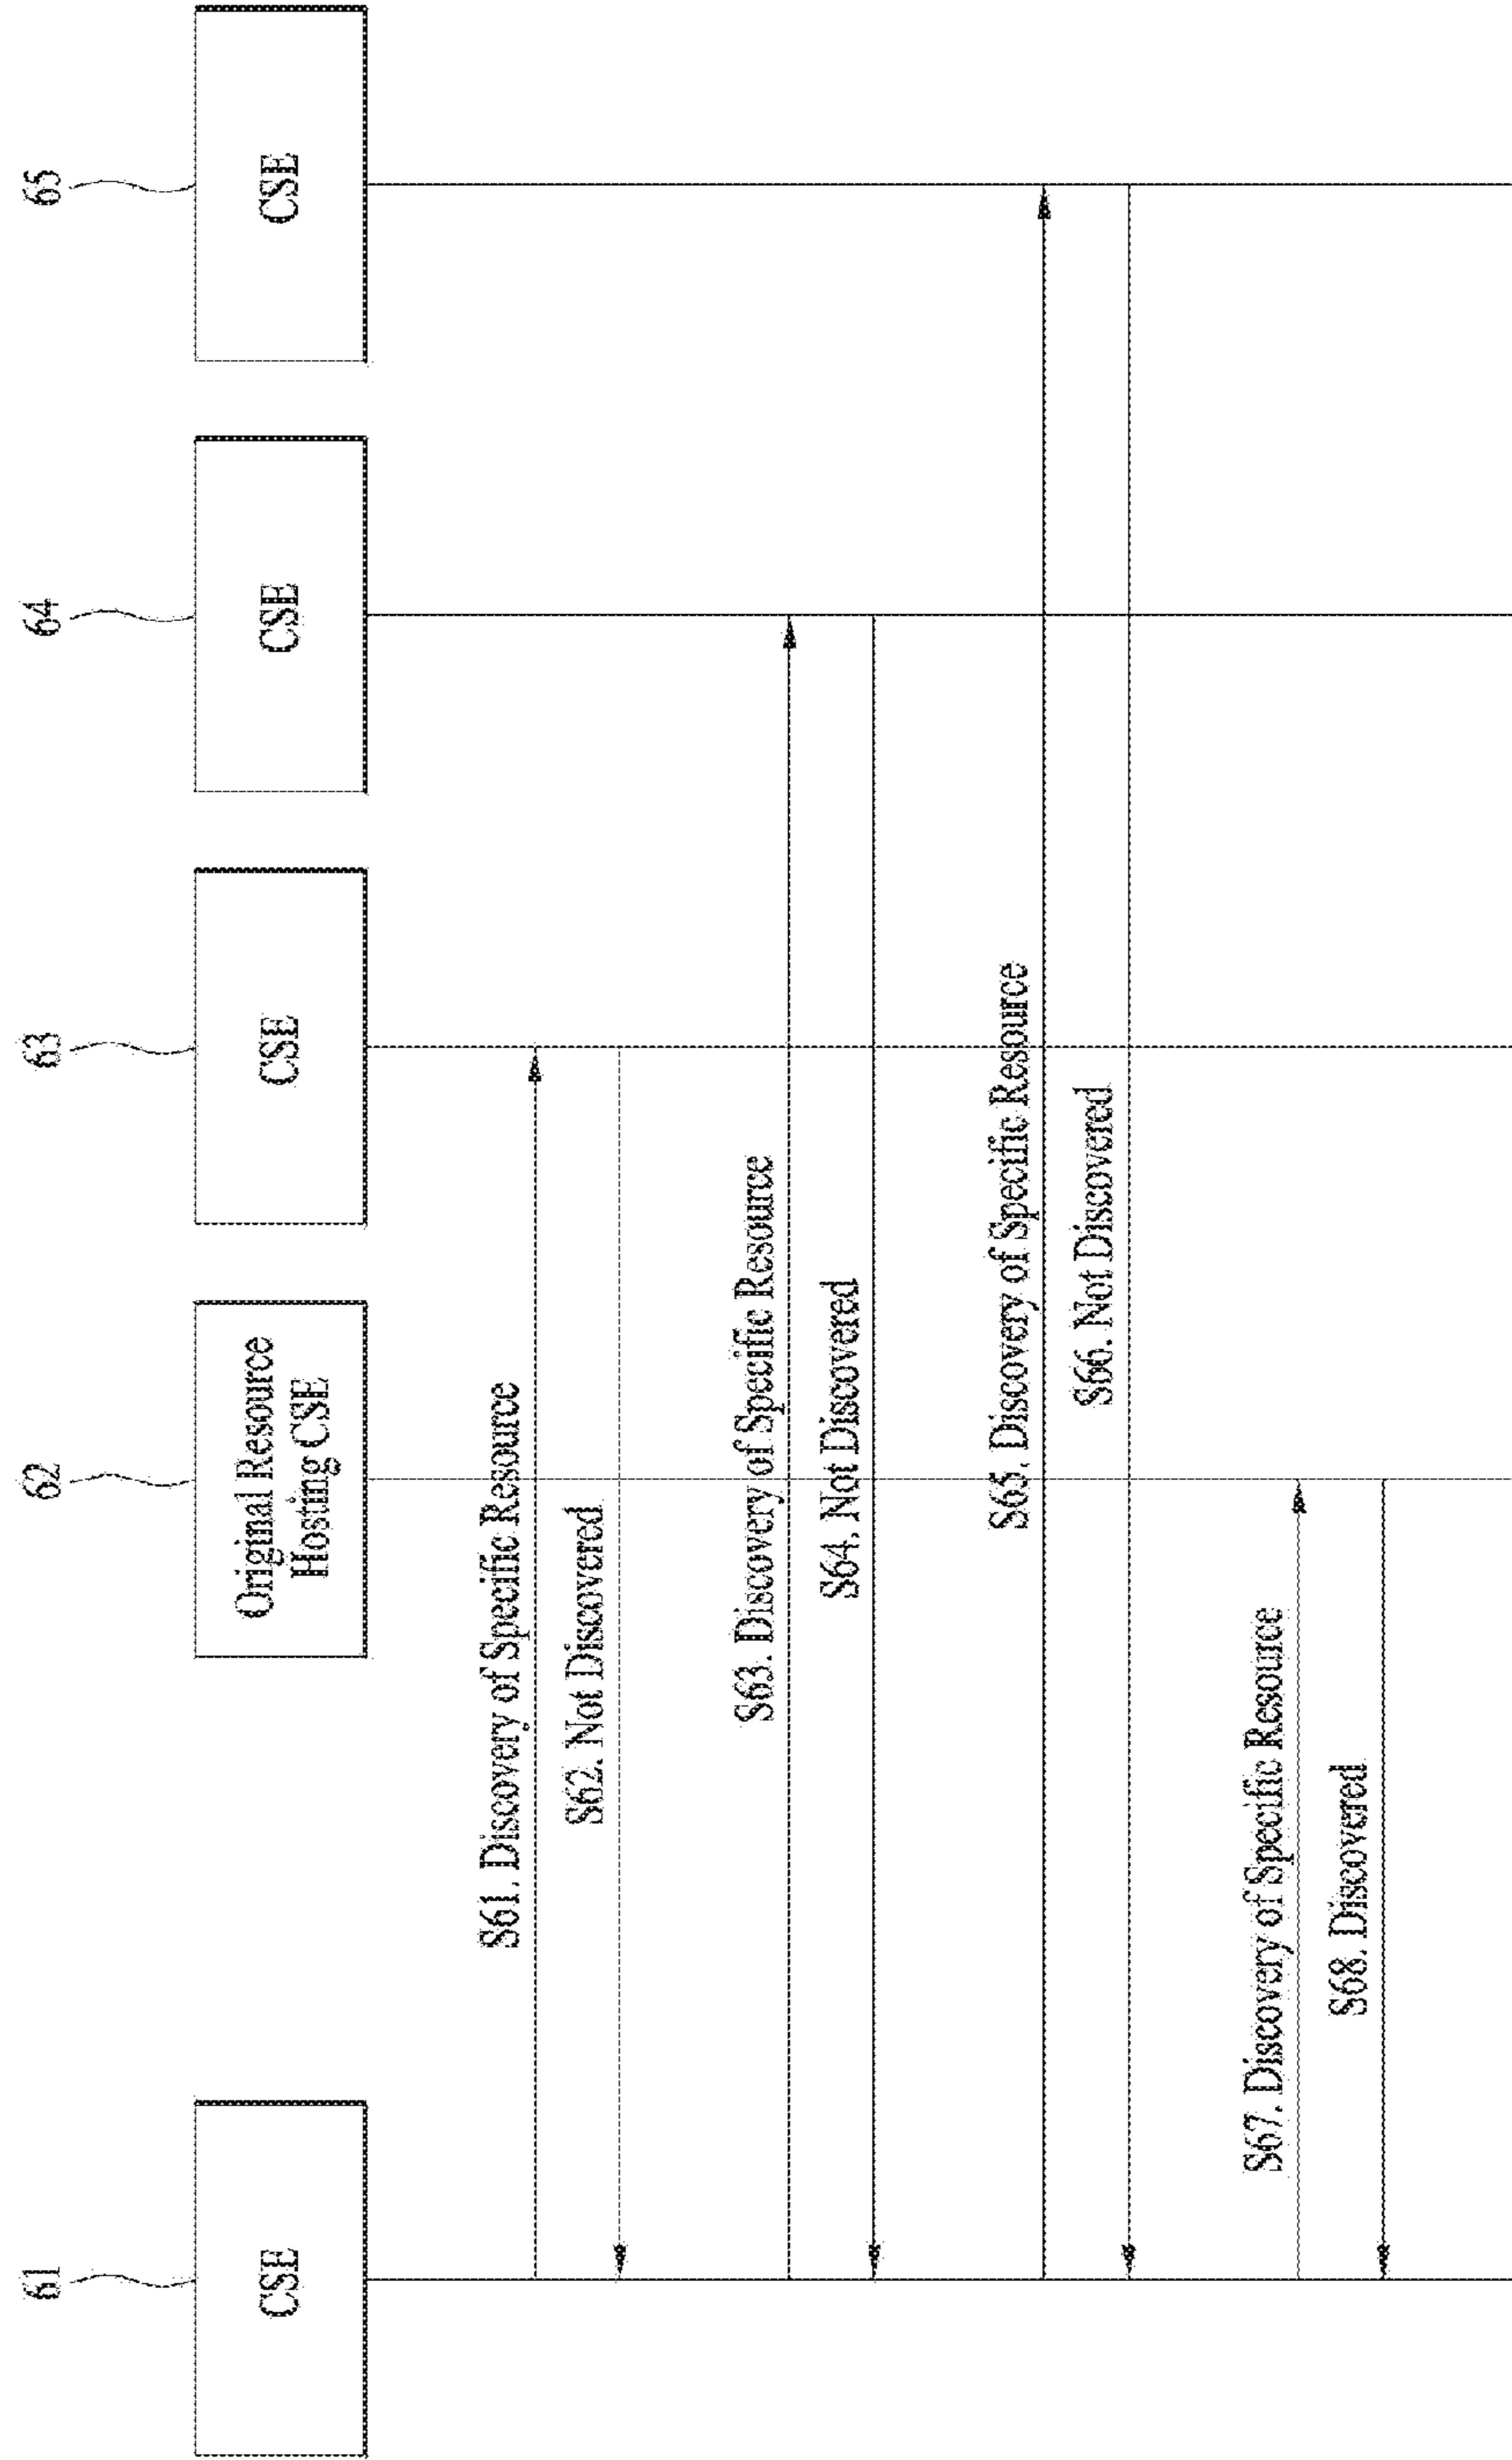 61
62
63
64
65
CSE
Original Resource
Hosting CSE
CSE
CSE
CSE
S61. Discovery of Specific Resource
S62. Not Discovered
S63. Discovery of Specific Resource
S64. Not Discovered
S65. Discovery of Specific Resource
S66. Not Discovered
S67. Discovery of Specific Resource
S68. Discovered